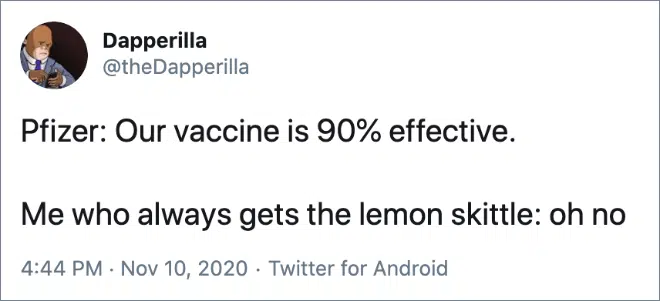 Dapperilla
@theDapperilla
Pfizer: Our vaccine is 90% effective.
Me who always gets the lemon skittle: oh no
4:44 PM · Nov 10, 2020 · Twitter for Android